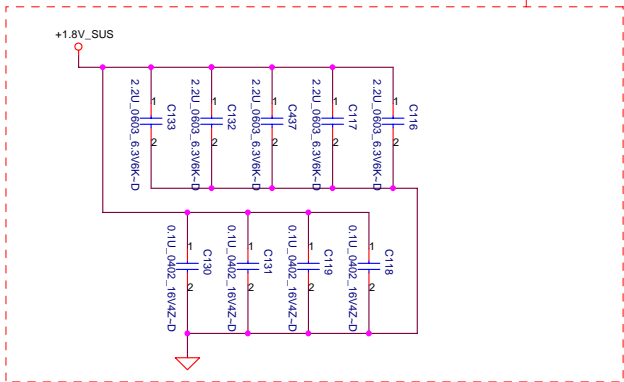 +1.8V_SUS
1
2
C133
2.2U_0603_6.3V6K~D
1
2
C132
2.2U_0603_6.3V6K~D
1
2
C437
2.2U_0603_6.3V6K~D
1
2
C117
2.2U_0603_6.3V6K~D
1
2
C116
2.2U_0603_6.3V6K~D
1
2
C130
0.1U_0402_16V4Z~D
1
2
C131
0.1U_0402_16V4Z~D
1
2
C119
0.1U_0402_16V4Z~D
1
2
C118
0.1U_0402_16V4Z~D